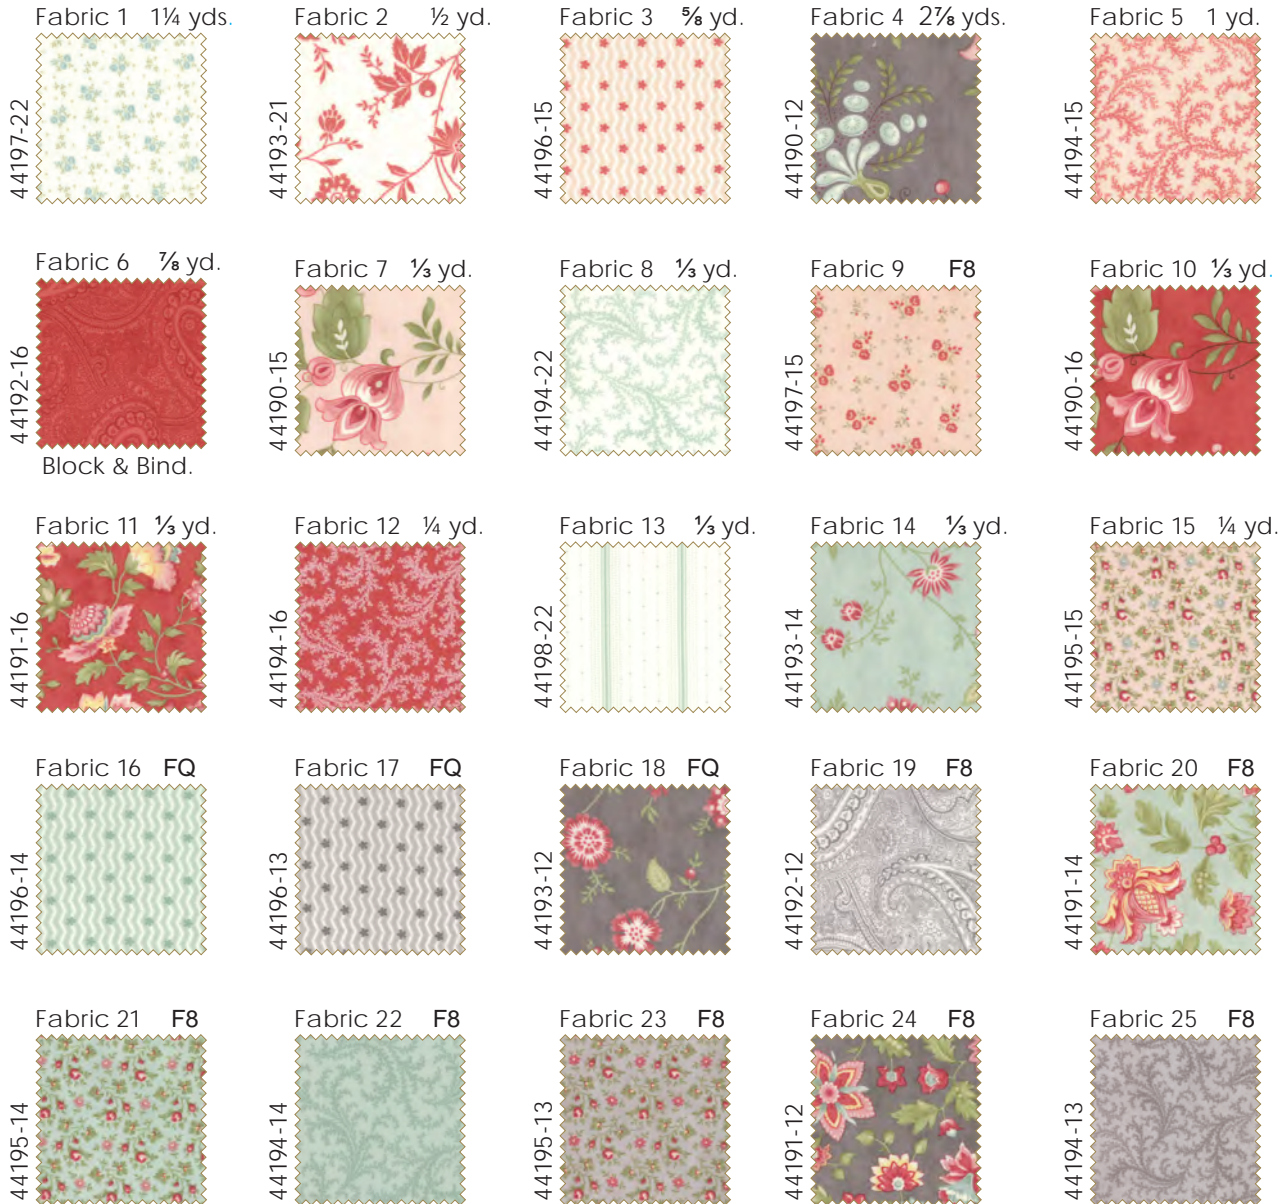 Fabric 1 1¼ yds.
44197-22
Fabric 2 ½ yd.
44193-21
Fabric 3 ⅝ yd.
44196-15
Fabric 4 2⅞ yds.
44190-12
Fabric 5 1 yd.
44194-15
Fabric 6 ⅞ yd.
44192-16
Block & Bind.
Fabric 7 ⅓ yd.
44190-15
Fabric 8 ⅓ yd.
44194-22
Fabric 9 F8
44197-15
Fabric 10 ⅓ yd.
44190-16
Fabric 11 ⅓ yd.
44191-16
Fabric 12 ¼ yd.
44194-16
Fabric 13 ⅓ yd.
44198-22
Fabric 14 ⅓ yd.
44193-14
Fabric 15 ¼ yd.
44195-15
Fabric 16 FQ
44196-14
Fabric 17 FQ
44196-13
Fabric 18 FQ
44193-12
Fabric 19 F8
44192-12
Fabric 20 F8
44191-14
Fabric 21 F8
44195-14
Fabric 22 F8
44194-14
Fabric 23 F8
44195-13
Fabric 24 F8
44191-12
Fabric 25 F8
44194-13